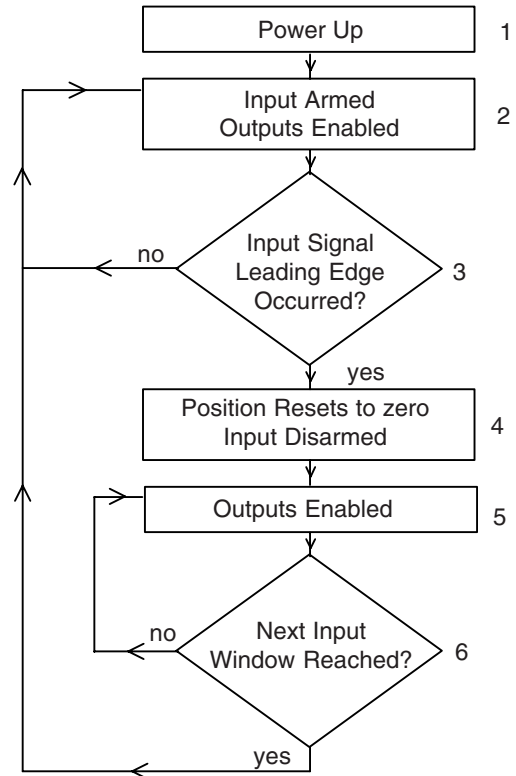 Power Up
1
Input Armed
Outputs Enabled
2
Input Signal
Leading Edge
Occurred?
3
no
yes
Position Resets to zero
Input Disarmed
4
Outputs Enabled
5
Next Input
Window Reached?
6
no
yes